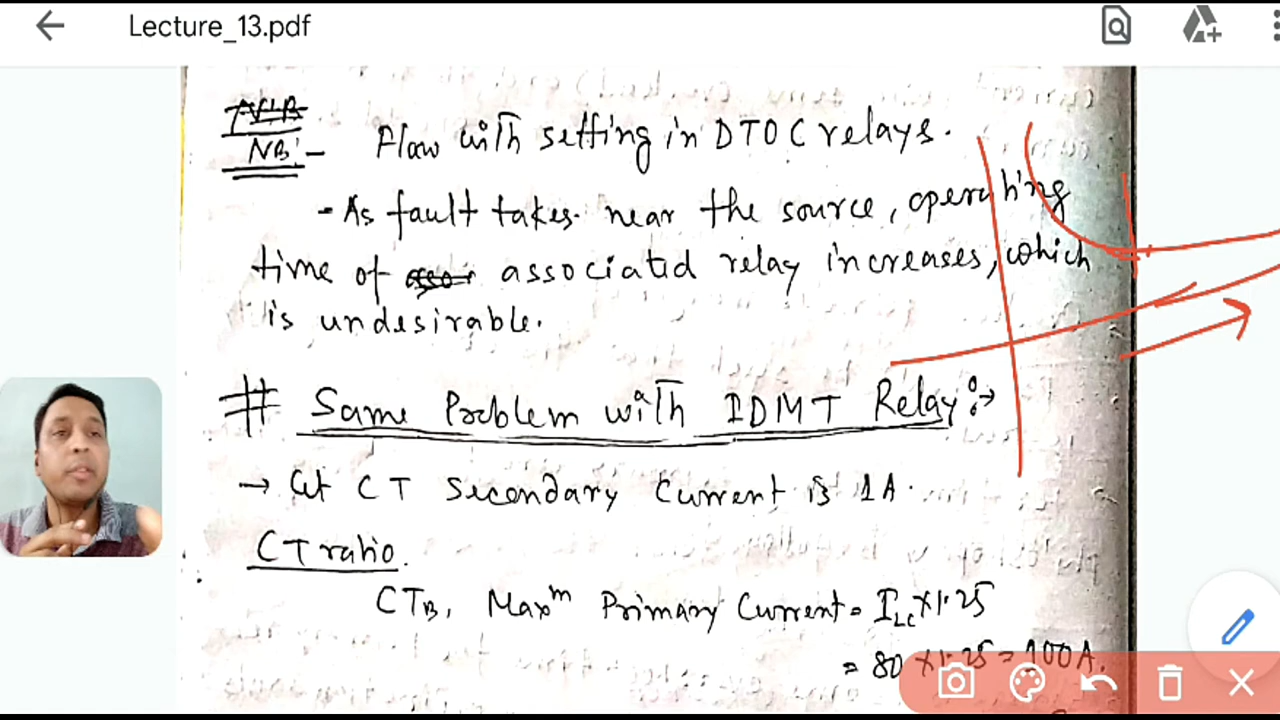 Lecture_13.pdf
NB:-
Flow with setting in DTOC relays.
- As fault takes near the source, operating
time of associated relay increases, which
is undesirable.
# Same Problem with IDMT Relay :→
→ Let CT Secondary Current is 1A.
CT ratio.
CTB, Maxm Primary Current = ILC×1.25
= 80 ×1.25 = 100A.